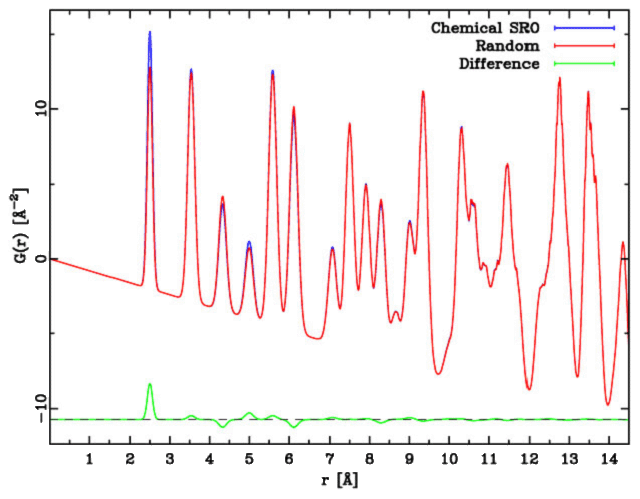 Chemical SRO
Random
Difference
G(r) [Å⁻²]
10
0
−10
1 2 3 4 5 6 7 8 9 10 11 12 13 14
r [Å]